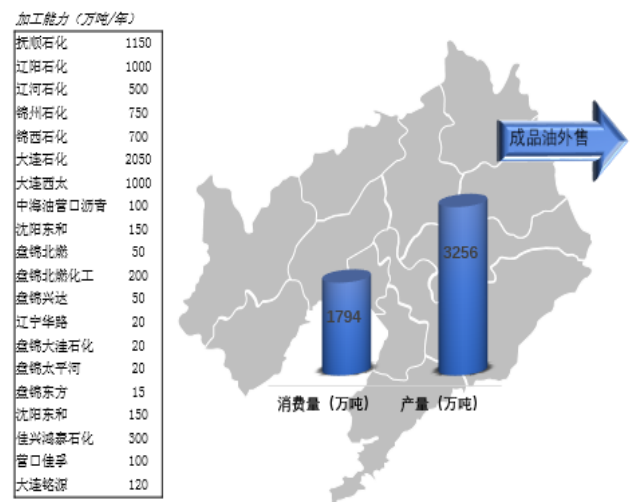 加工能力（万吨/年）
抚顺石化 1150
辽阳石化 1000
辽河石化 500
锦州石化 750
锦西石化 700
大连石化 2050
大连西太 1000
中海油营口沥青 100
沈阳东和 150
盘锦北燃 50
盘锦北燃化工 200
盘锦兴达 50
辽宁华路 20
盘锦大洼石化 20
盘锦太平河 20
盘锦东方 15
沈阳东和 150
佳兴鸿泰石化 300
营口佳孚 100
大连铭源 120
成品油外售
3256
1794
消费量（万吨） 产量（万吨）